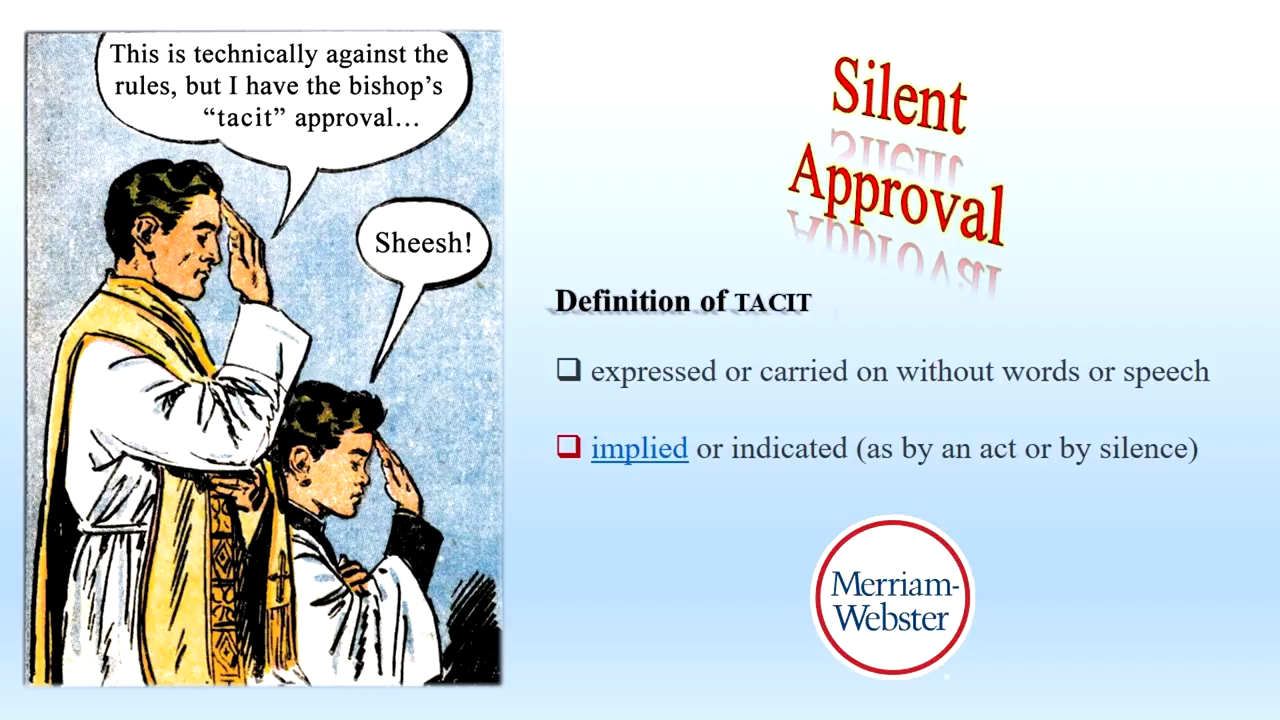 This is technically against the
rules, but I have the bishop’s
“tacit” approval…
Sheesh!
Silent
Approval
Definition of TACIT
expressed or carried on without words or speech
implied or indicated (as by an act or by silence)
Merriam-
Webster